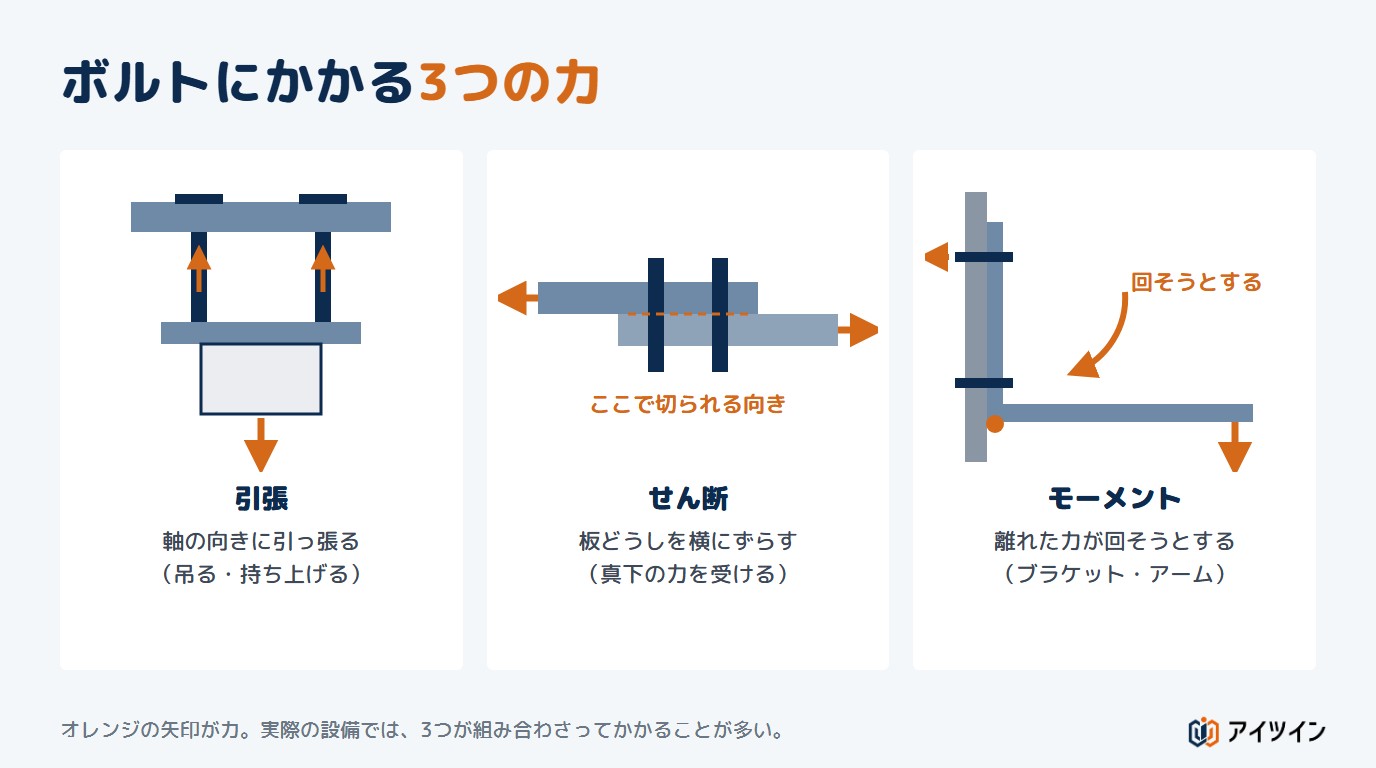 ボルトにかかる3つの力
回そうとする
ここで切られる向き
引張
軸の向きに引っ張る
（吊る・持ち上げる）
せん断
板どうしを横にずらす
（真下の力を受ける）
モーメント
離れた力が回そうとする
（ブラケット・アーム）
オレンジの矢印が力。実際の設備では、3つが組み合わさってかかることが多い。
アイツイン